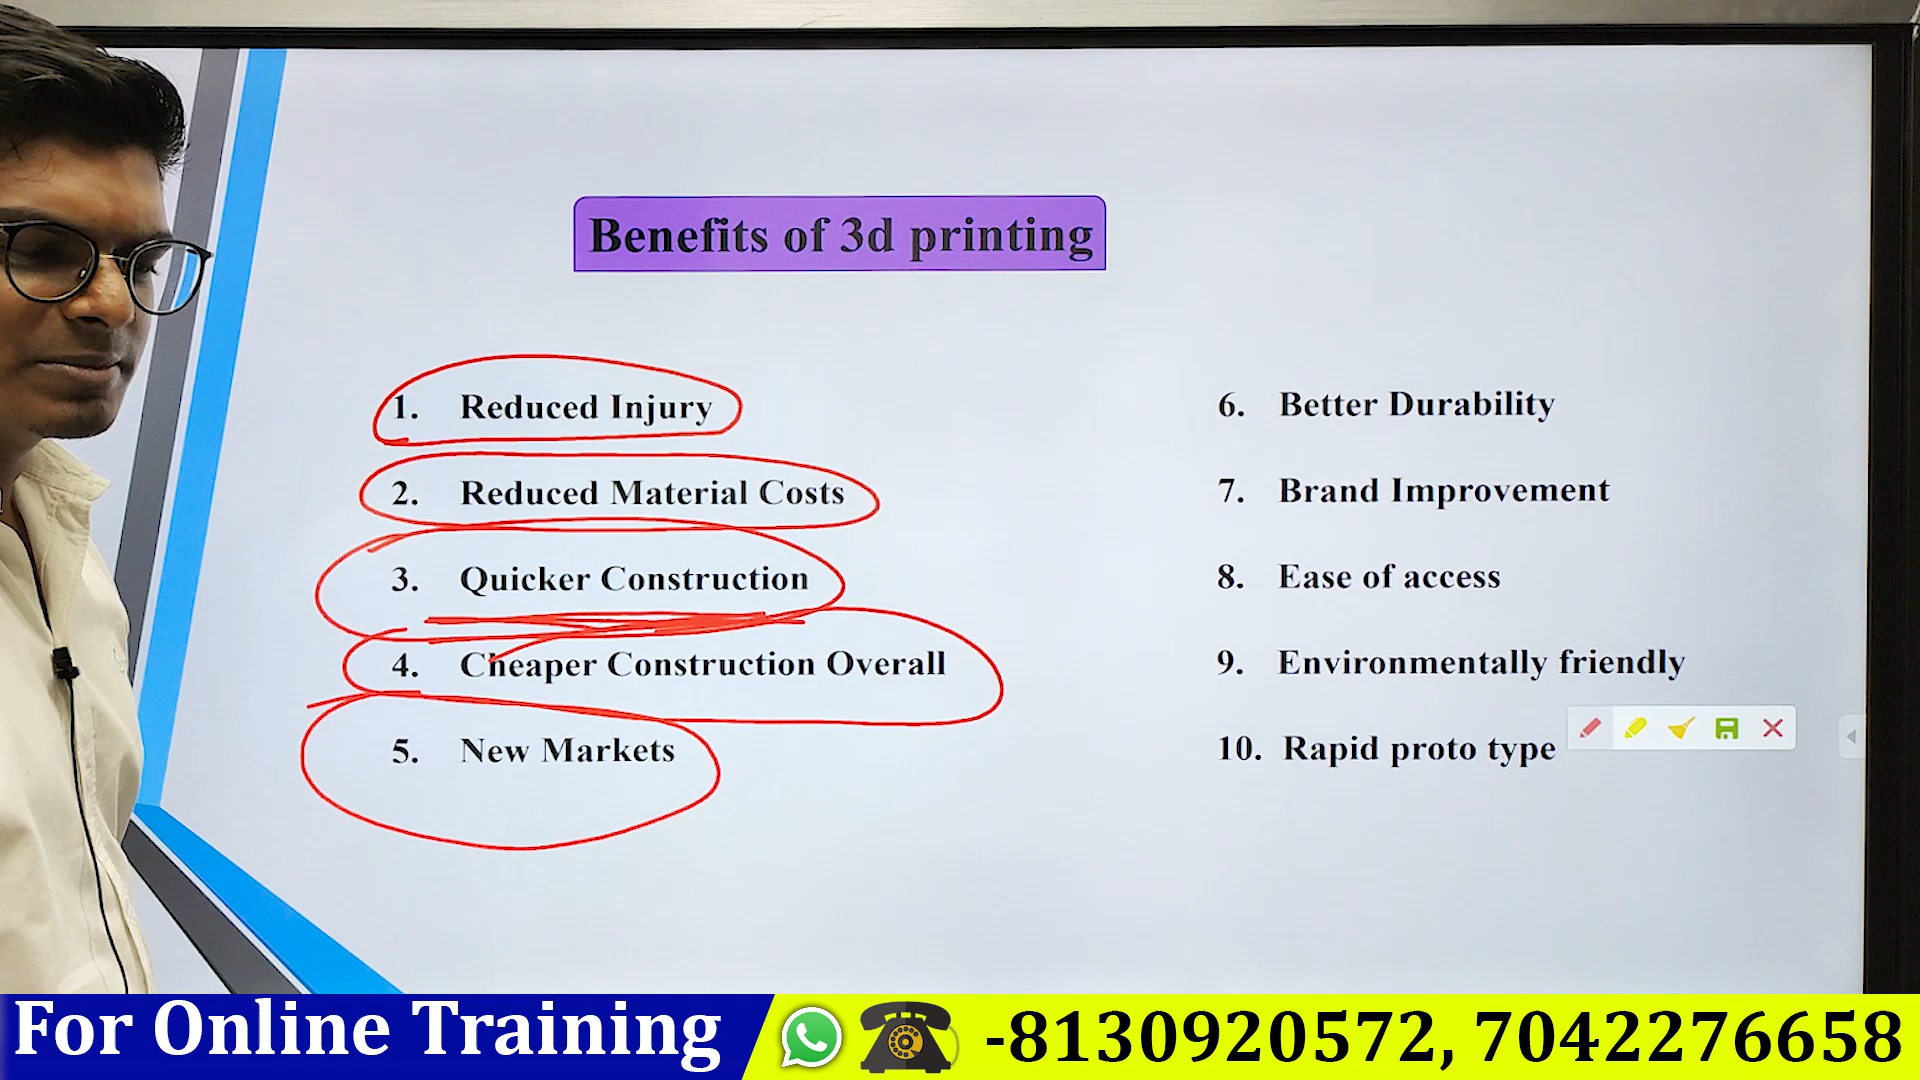 Benefits of 3d printing
1. Reduced Injury
2. Reduced Material Costs
3. Quicker Construction
4. Cheaper Construction Overall
5. New Markets
6. Better Durability
7. Brand Improvement
8. Ease of access
9. Environmentally friendly
10. Rapid proto type
For Online Training -8130920572, 7042276658